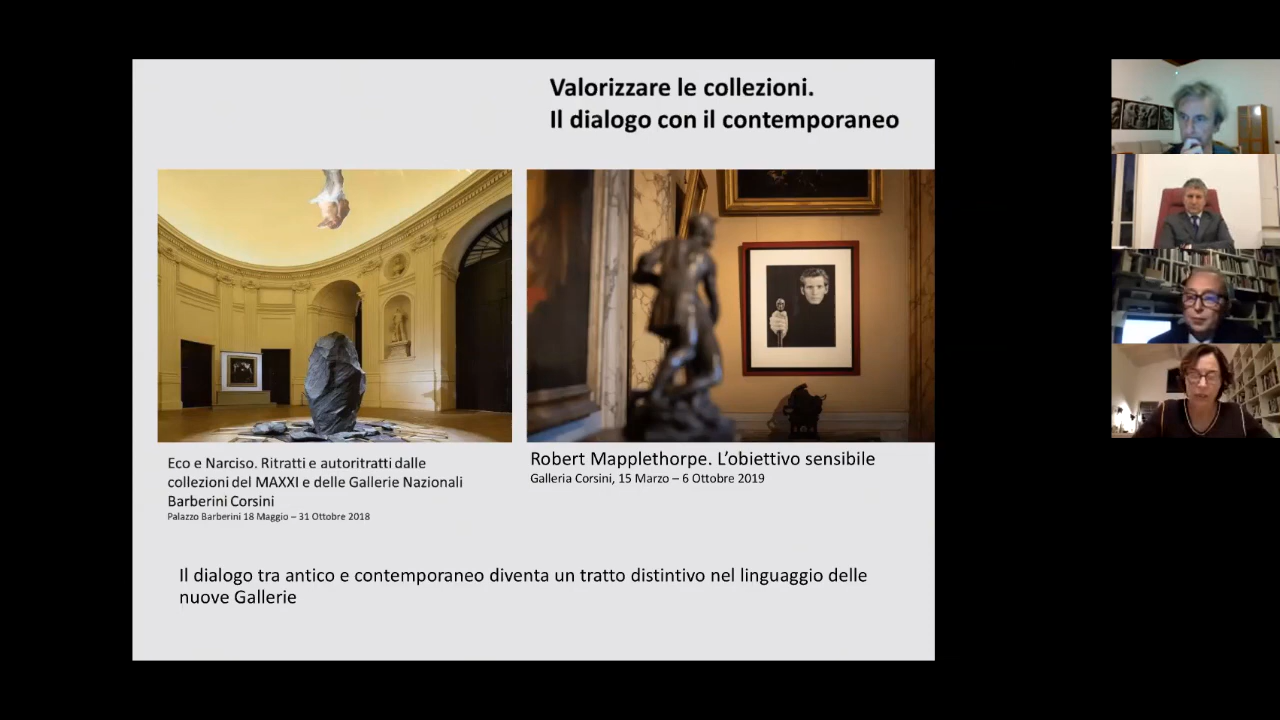 Valorizzare le collezioni.
Il dialogo con il contemporaneo
Eco e Narciso. Ritratti e autoritratti dalle
collezioni del MAXXI e delle Gallerie Nazionali
Barberini Corsini
Palazzo Barberini 18 Maggio – 31 Ottobre 2018
Robert Mapplethorpe. L’obiettivo sensibile
Galleria Corsini, 15 Marzo – 6 Ottobre 2019
Il dialogo tra antico e contemporaneo diventa un tratto distintivo nel linguaggio delle
nuove Gallerie